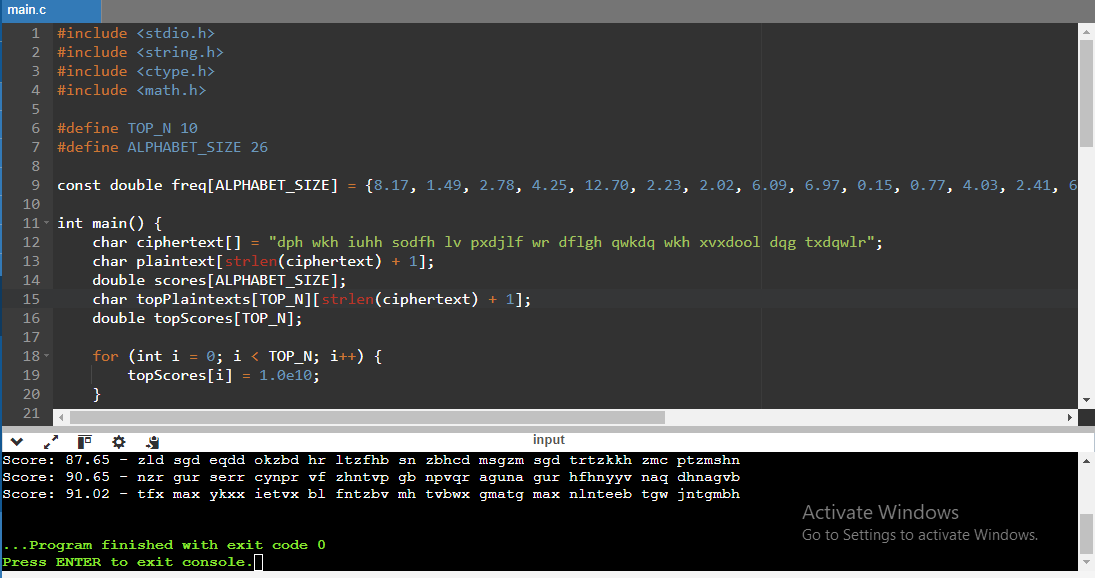 main.c
1 #include <stdio.h>
2 #include <string.h>
3 #include <ctype.h>
4 #include <math.h>
5
6 #define TOP_N 10
7 #define ALPHABET_SIZE 26
8
9 const double freq[ALPHABET_SIZE] = {8.17, 1.49, 2.78, 4.25, 12.70, 2.23, 2.02, 6.09, 6.97, 0.15, 0.77, 4.03, 2.41, 6
10
11 int main() {
12 char ciphertext[] = "dph wkh iuhh sodfh lv pxdjlf wr dflgh qwkdq wkh xvxdool dqg txdqwlr";
13 char plaintext[strlen(ciphertext) + 1];
14 double scores[ALPHABET_SIZE];
15 char topPlaintexts[TOP_N][strlen(ciphertext) + 1];
16 double topScores[TOP_N];
17
18 for (int i = 0; i < TOP_N; i++) {
19 topScores[i] = 1.0e10;
20 }
21
input
Score: 87.65 - zld sgd eqdd okzbd hr ltzfhb sn zbhcd msgzm sgd trtzkkh zmc ptzmshn
Score: 90.65 - nzr gur serr cynpr vf zhntvp gb npvqr aguna gur hfhnyyv naq dhnagvb
Score: 91.02 - tfx max ykxx ietvx bl fntzbv mh tvbwx gmatg max nlnteeb tgw jntgmbh
...Program finished with exit code 0
Press ENTER to exit console.
Activate Windows
Go to Settings to activate Windows.